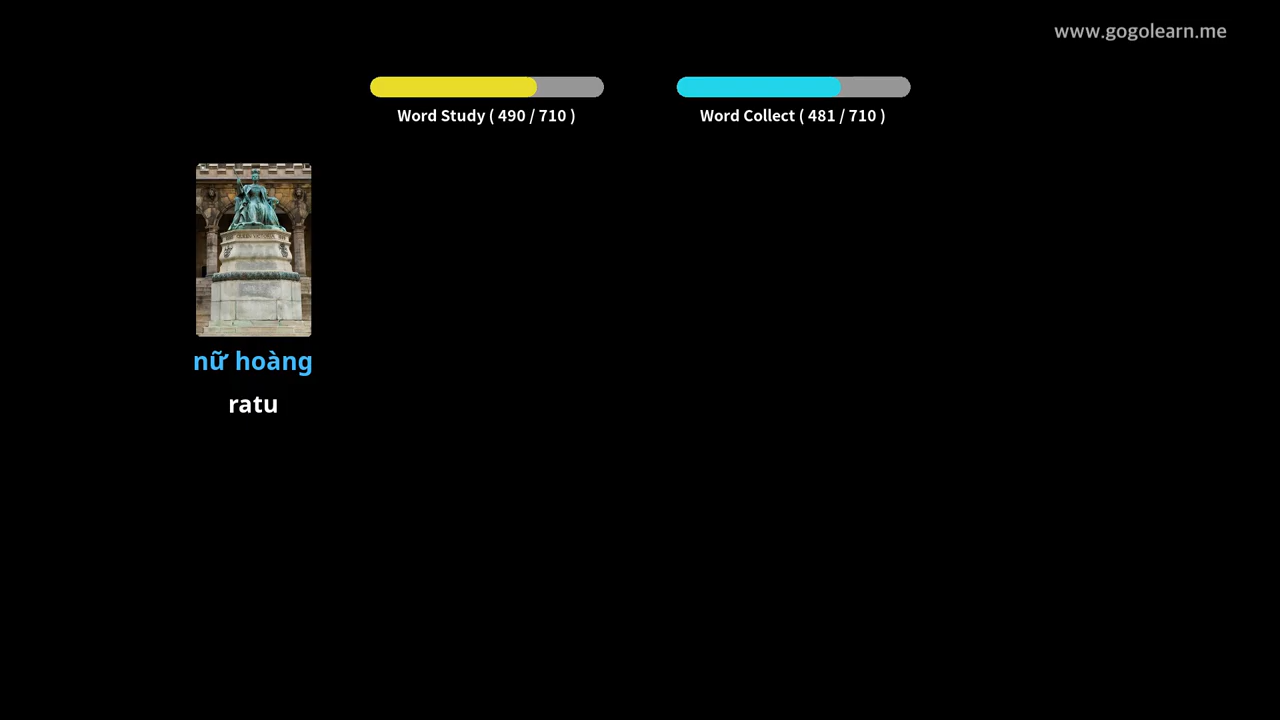 www.gogolearn.me
Word Study ( 490 / 710 )
Word Collect ( 481 / 710 )
nữ hoàng
ratu